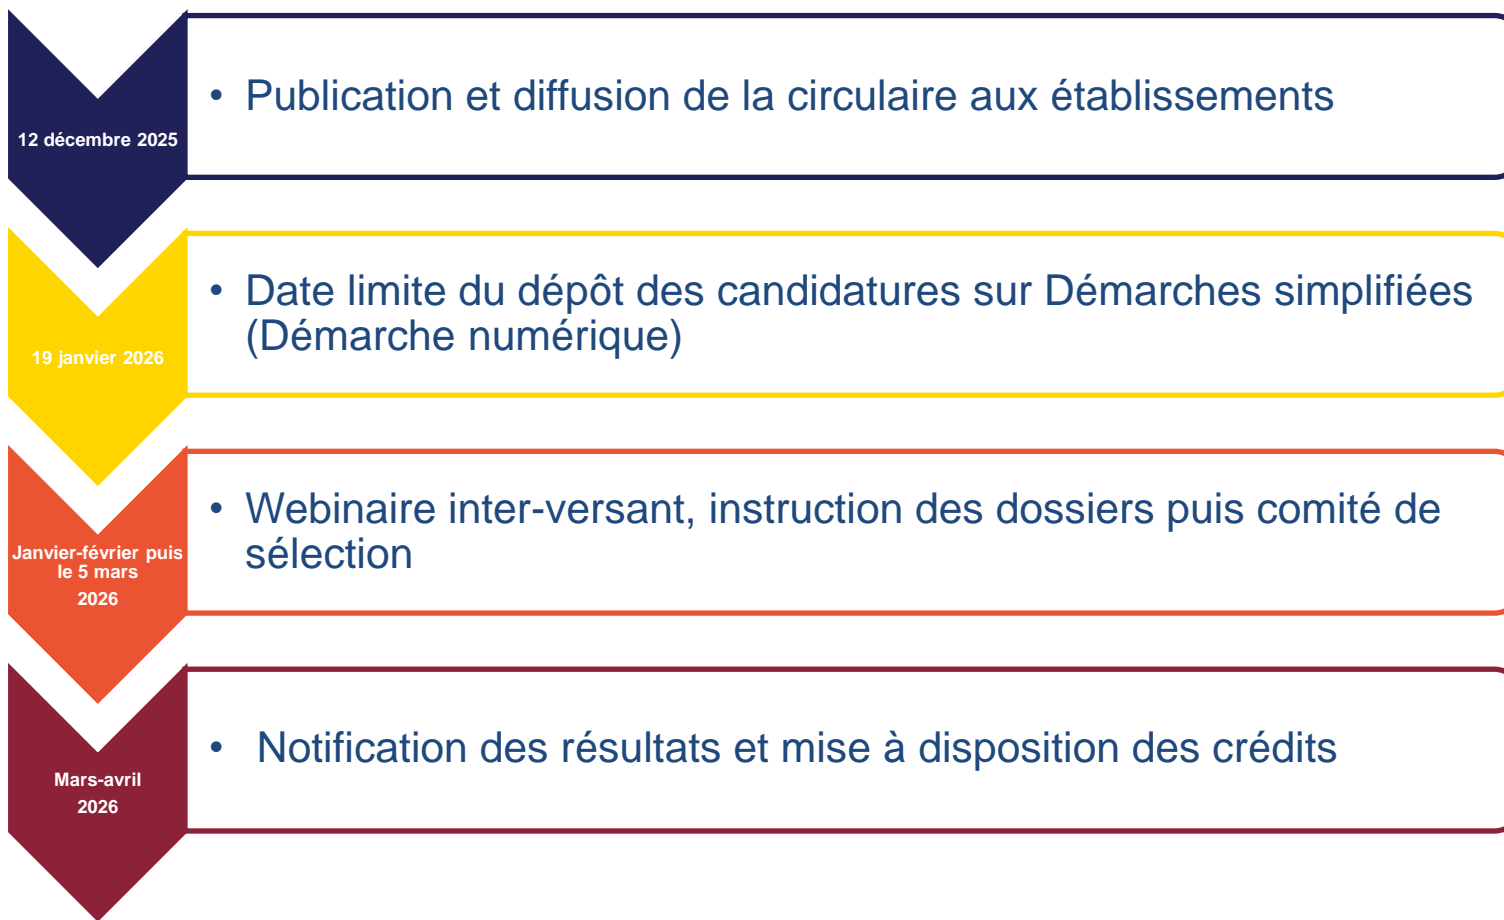 12 décembre 2025
• Publication et diffusion de la circulaire aux établissements
19 janvier 2026
• Date limite du dépôt des candidatures sur Démarches simplifiées
(Démarche numérique)
Janvier-février puis
le 5 mars
2026
• Webinaire inter-versant, instruction des dossiers puis comité de
sélection
Mars-avril
2026
• Notification des résultats et mise à disposition des crédits